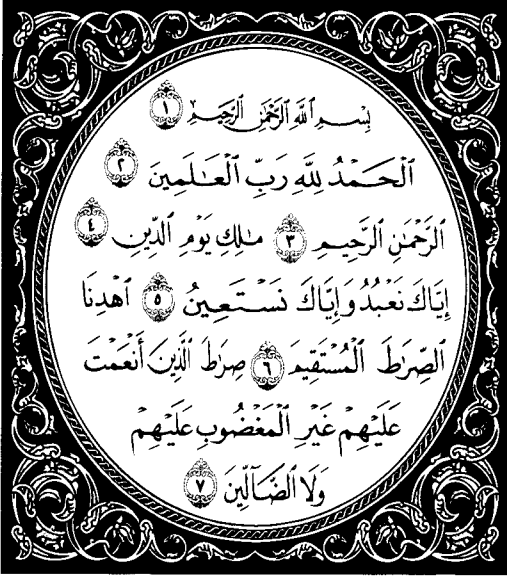 بِسْمِ ٱللَّهِ ٱلرَّحْمَٰنِ ٱلرَّحِيمِ ١
ٱلْحَمْدُ لِلَّهِ رَبِّ ٱلْعَٰلَمِينَ ٢
ٱلرَّحْمَٰنِ ٱلرَّحِيمِ ٣ مَٰلِكِ يَوْمِ ٱلدِّينِ ٤
إِيَّاكَ نَعْبُدُ وَإِيَّاكَ نَسْتَعِينُ ٥ ٱهْدِنَا
ٱلصِّرَٰطَ ٱلْمُسْتَقِيمَ ٦ صِرَٰطَ ٱلَّذِينَ أَنْعَمْتَ
عَلَيْهِمْ غَيْرِ ٱلْمَغْضُوبِ عَلَيْهِمْ
وَلَا ٱلضَّآلِّينَ ٧